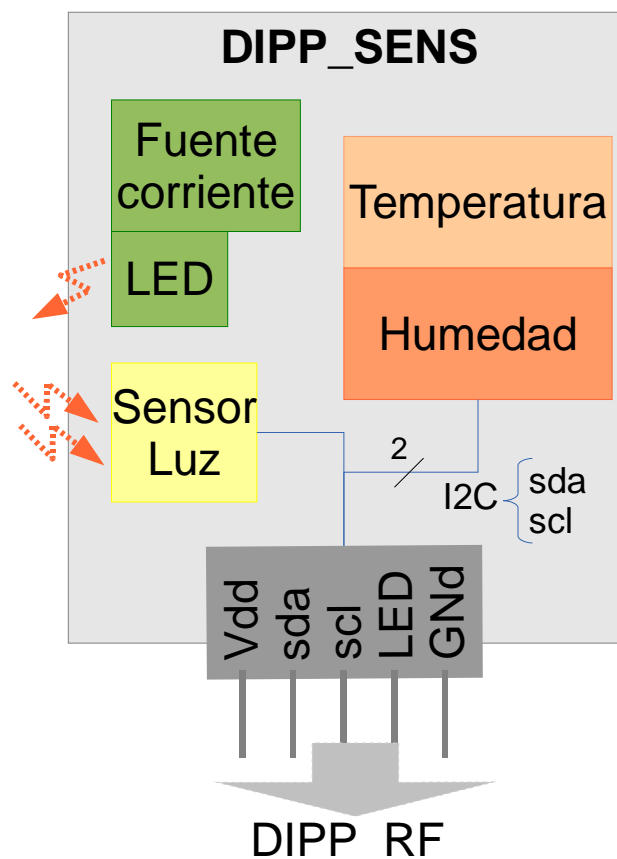 DIPP_SENS
Fuente
corriente
LED
Temperatura
Humedad
Sensor
Luz
2
I2C
sda
scl
Vdd
sda
scl
LED
GNd
DIPP_RF